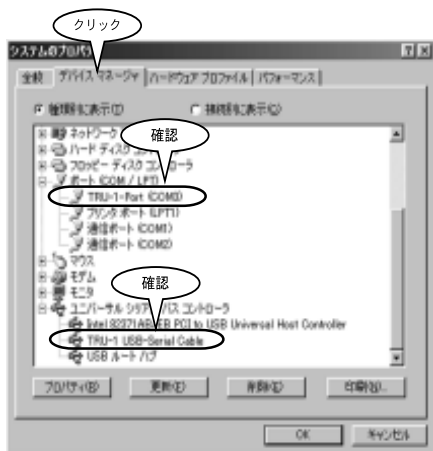 クリック
システムのプロパティ
全般 デバイス マネージャ ハードウェア プロファイル パフォーマンス
種類別に表示(T) 接続別に表示(C)
ネットワーク
確認
ハード ディスク コントローラ
フロッピー ディスク コントローラ
ポート (COM / LPT)
TRU-1-Port (COM3)
プリンタ ポート (LPT1)
通信ポート (COM1)
通信ポート (COM2)
マウス
モデム
確認
モニタ
ユニバーサル シリアル バス コントローラ
Intel 82371AB/EB PCI to USB Universal Host Controller
TRU-1 USB-Serial Cable
USB ルート ハブ
プロパティ(R) 更新(E) 削除(E) 印刷(N)...
OK キャンセル